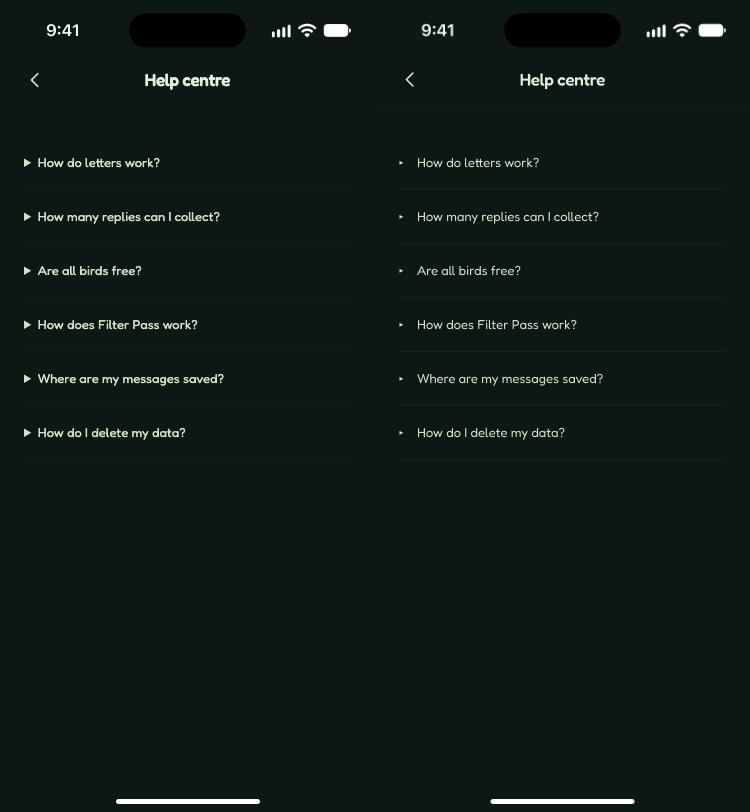 9:41
Help centre
How do letters work?
How many replies can I collect?
Are all birds free?
How does Filter Pass work?
Where are my messages saved?
How do I delete my data?
9:41
Help centre
How do letters work?
How many replies can I collect?
Are all birds free?
How does Filter Pass work?
Where are my messages saved?
How do I delete my data?